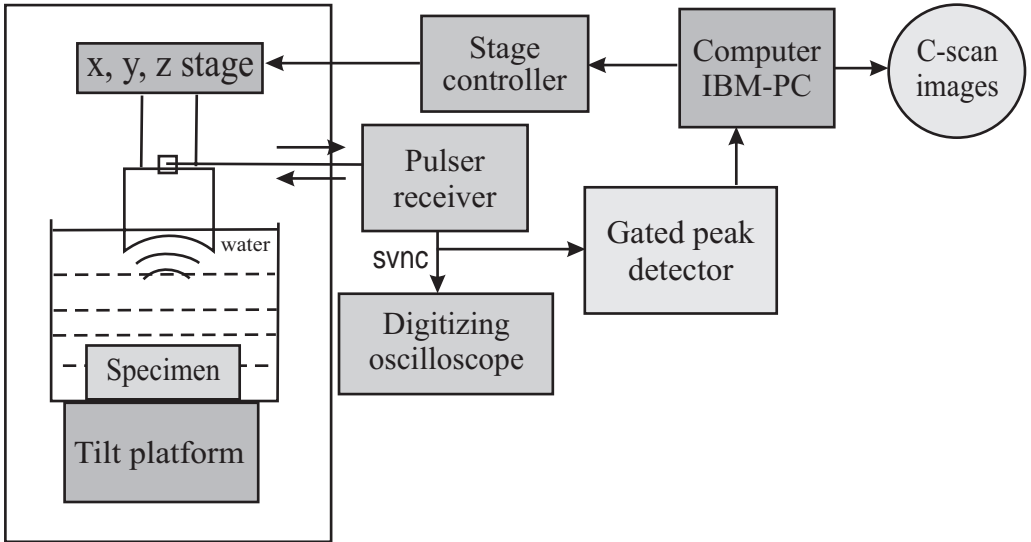 x, y, z stage
Stage
controller
Computer
IBM-PC
C-scan
images
Pulser
receiver
water
svnc
Gated peak
detector
Digitizing
oscilloscope
Specimen
Tilt platform